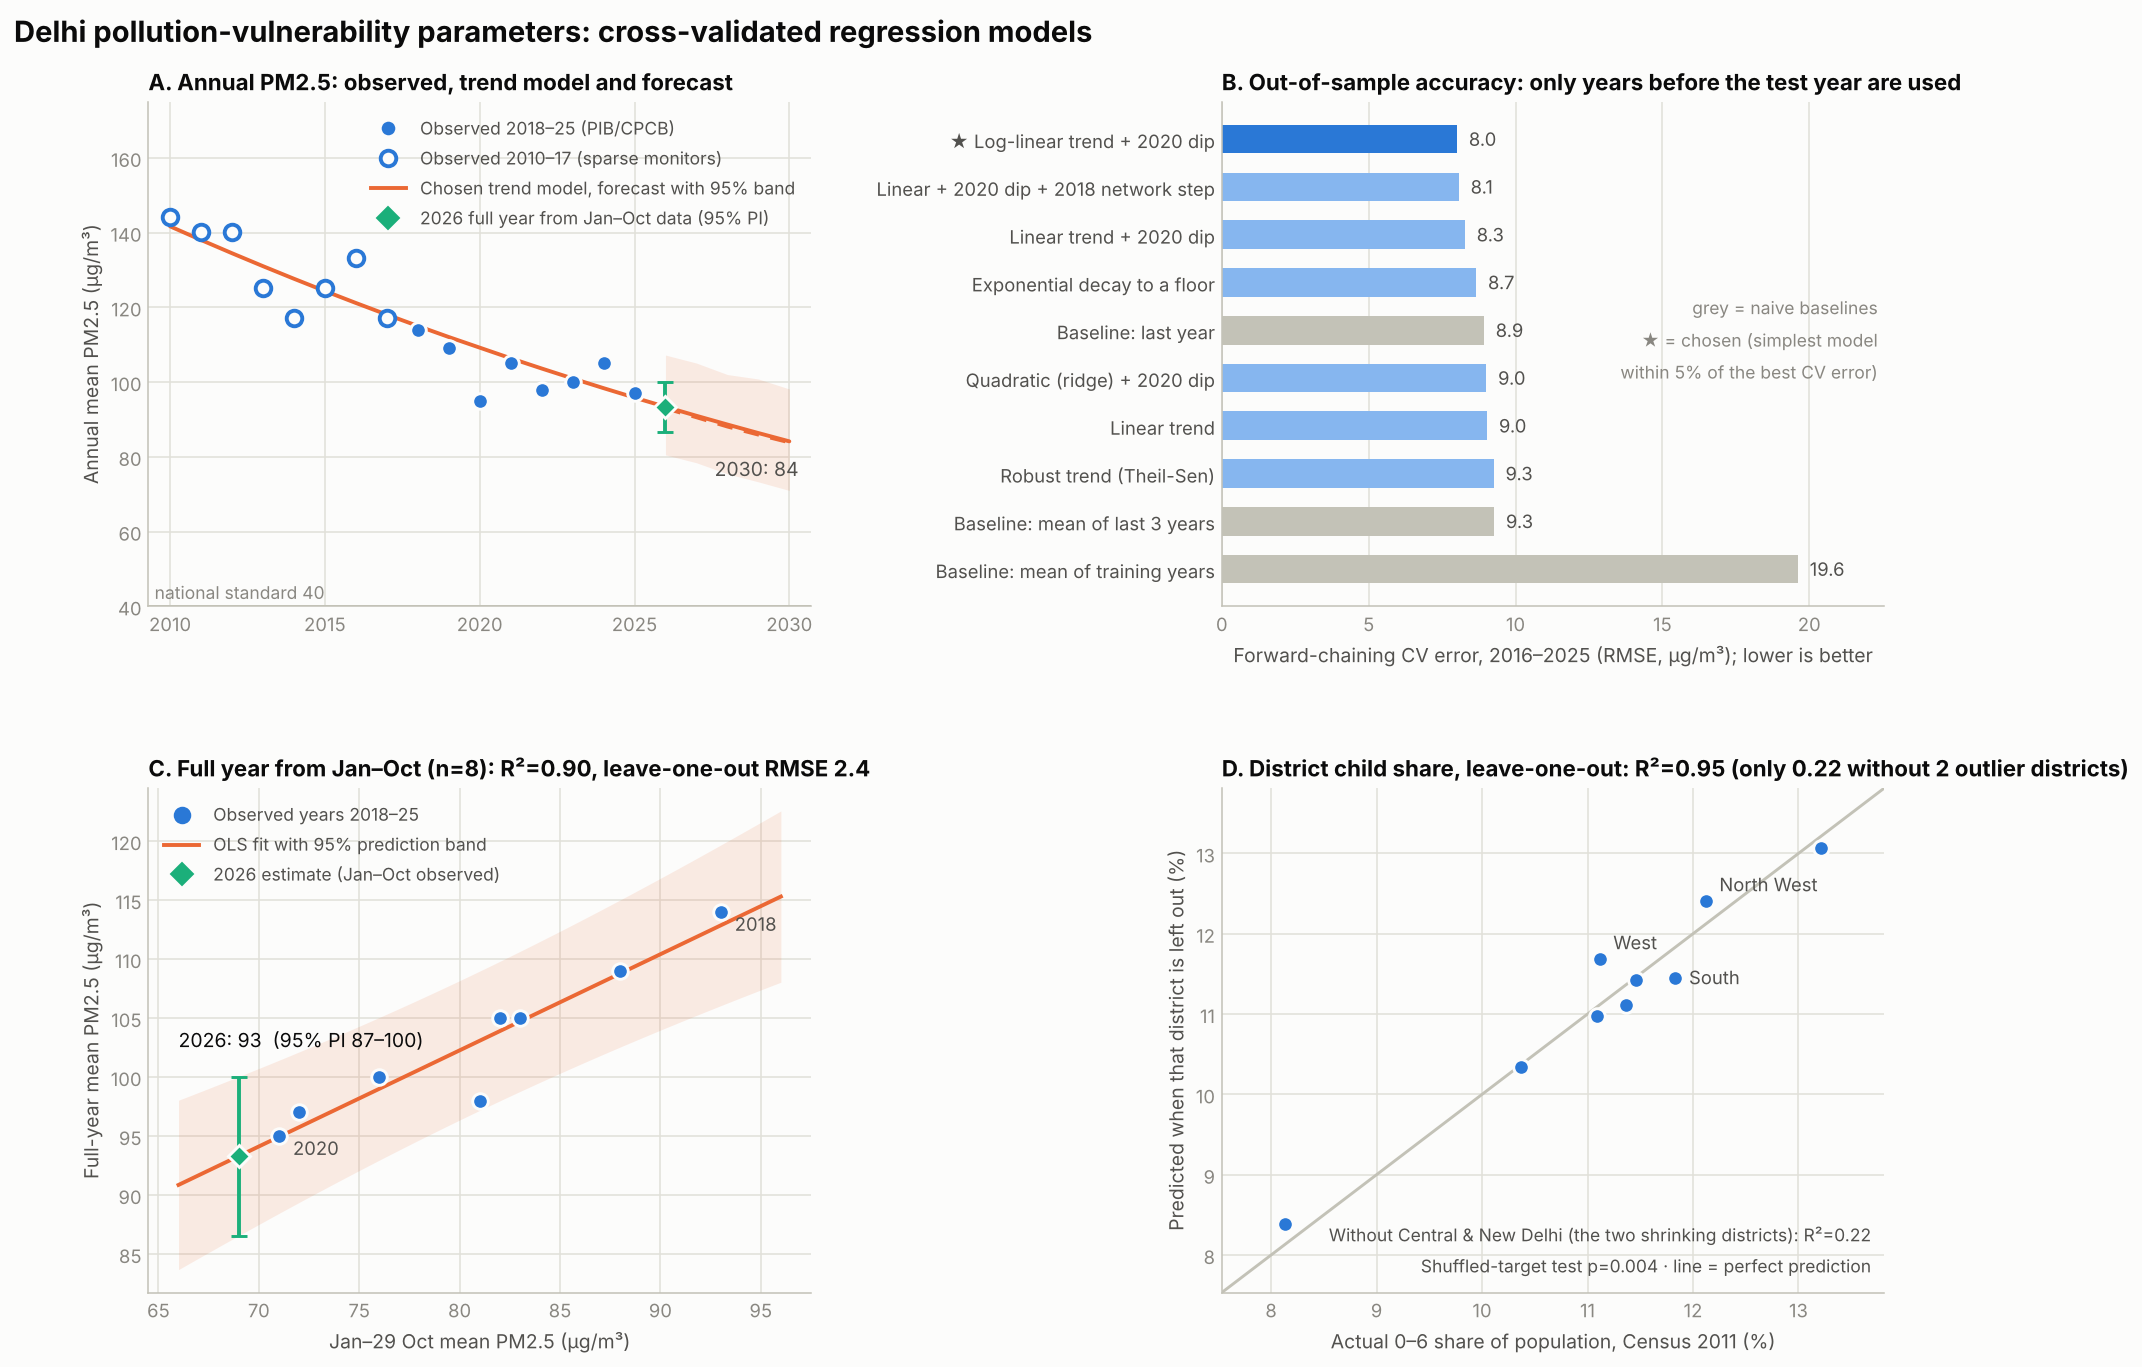 Delhi pollution-vulnerability parameters: cross-validated regression models
A. Annual PM2.5: observed, trend model and forecast
Observed 2018–25 (PIB/CPCB)
Observed 2010–17 (sparse monitors)
Chosen trend model, forecast with 95% band
2026 full year from Jan–Oct data (95% PI)
Annual mean PM2.5 (µg/m³)
160
140
120
100
80
60
40
2030: 84
national standard 40
2010
2015
2020
2025
2030
B. Out-of-sample accuracy: only years before the test year are used
★ Log-linear trend + 2020 dip
8.0
Linear + 2020 dip + 2018 network step
8.1
Linear trend + 2020 dip
8.3
Exponential decay to a floor
8.7
Baseline: last year
8.9
Quadratic (ridge) + 2020 dip
9.0
Linear trend
9.0
Robust trend (Theil-Sen)
9.3
Baseline: mean of last 3 years
9.3
Baseline: mean of training years
19.6
grey = naive baselines
★ = chosen (simplest model
within 5% of the best CV error)
0
5
10
15
20
Forward-chaining CV error, 2016–2025 (RMSE, µg/m³); lower is better
C. Full year from Jan–Oct (n=8): R²=0.90, leave-one-out RMSE 2.4
Observed years 2018–25
OLS fit with 95% prediction band
2026 estimate (Jan–Oct observed)
Full-year mean PM2.5 (µg/m³)
120
115
110
105
100
95
90
85
2018
2026: 93 (95% PI 87–100)
2020
65
70
75
80
85
90
95
Jan–29 Oct mean PM2.5 (µg/m³)
D. District child share, leave-one-out: R²=0.95 (only 0.22 without 2 outlier districts)
Predicted when that district is left out (%)
13
12
11
10
9
8
North West
West
South
Without Central & New Delhi (the two shrinking districts): R²=0.22
Shuffled-target test p=0.004 · line = perfect prediction
8
9
10
11
12
13
Actual 0–6 share of population, Census 2011 (%)